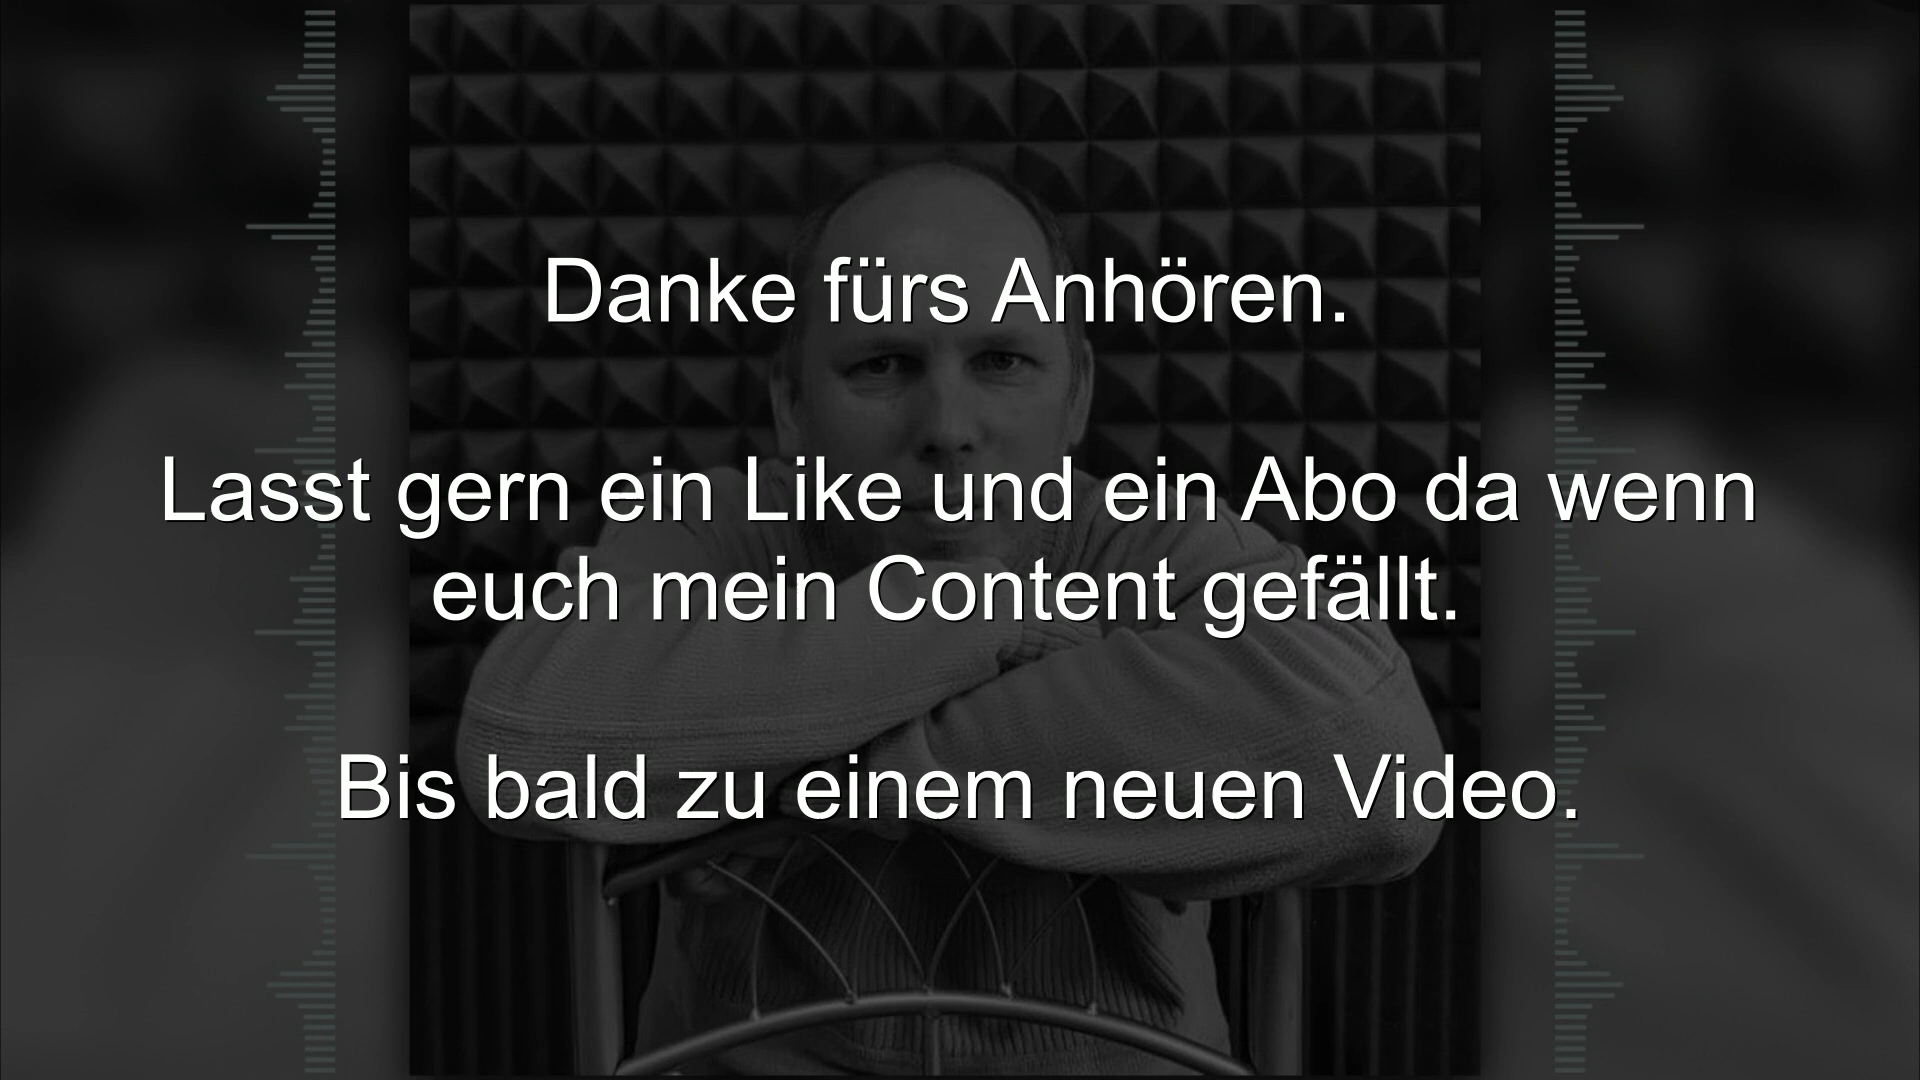 Danke fürs Anhören.
Lasst gern ein Like und ein Abo da wenn
euch mein Content gefällt.
Bis bald zu einem neuen Video.